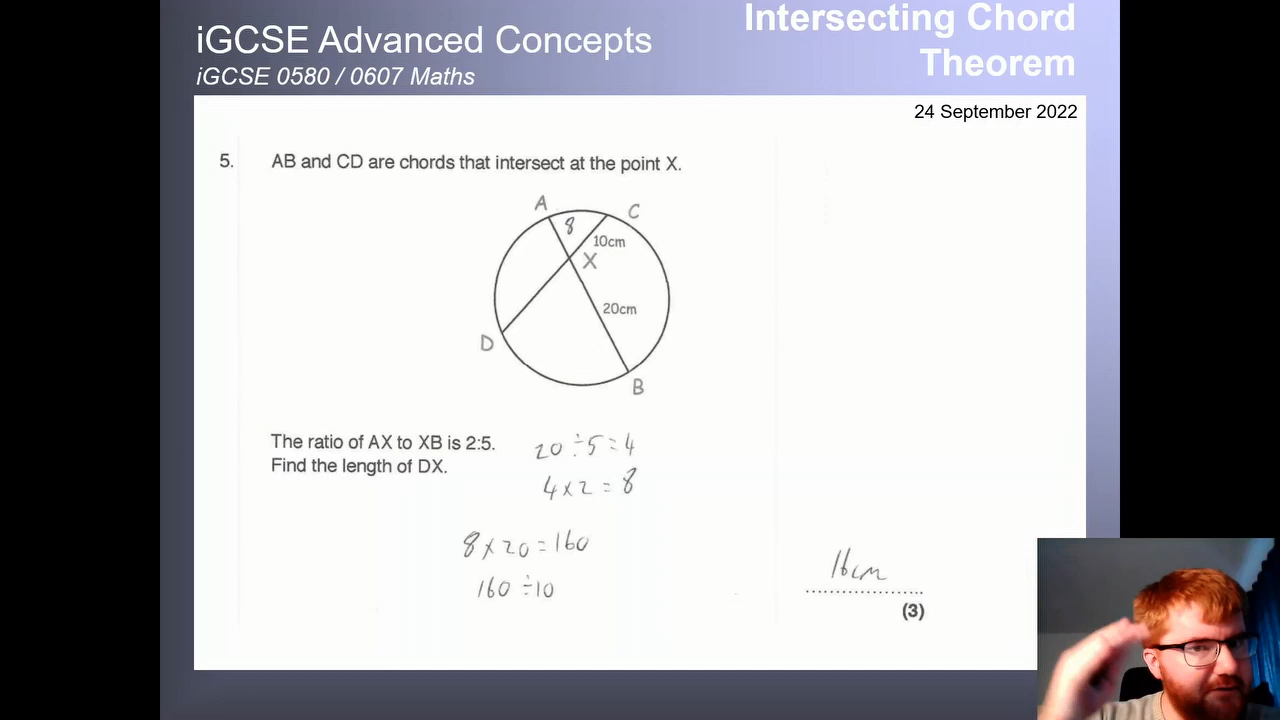 iGCSE Advanced Concepts
iGCSE 0580 / 0607 Maths
Intersecting Chord
Theorem
24 September 2022
5. AB and CD are chords that intersect at the point X.
A
C
8
10cm
X
20cm
D
B
The ratio of AX to XB is 2:5.
Find the length of DX.
20 ÷ 5 = 4
4 × 2 = 8
8 × 20 = 160
160 ÷ 10
16cm
(3)